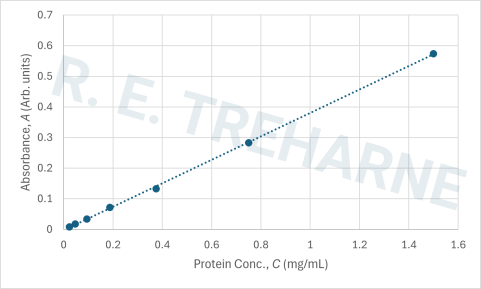 0.7
0.6
0.5
0.4
0.3
0.2
0.1
0
Absorbance, A (Arb. units)
R. E. TREHARNE
0 0.2 0.4 0.6 0.8 1 1.2 1.4 1.6
Protein Conc., C (mg/mL)